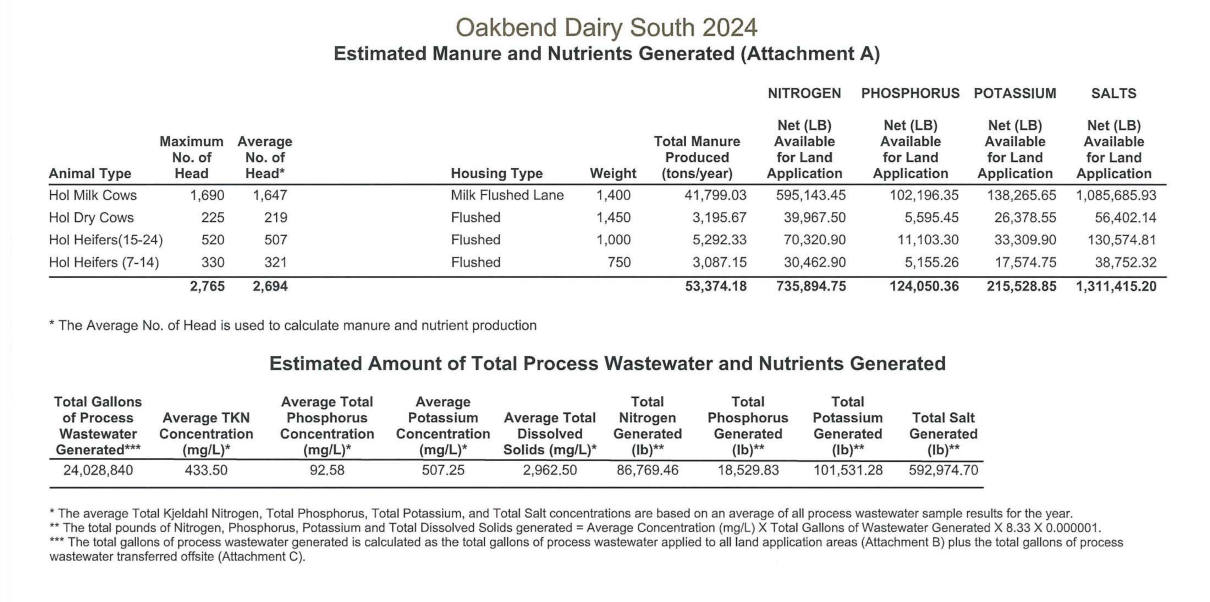 Oakbend Dairy South 2024
Estimated Manure and Nutrients Generated (Attachment A)
NITROGEN PHOSPHORUS POTASSIUM SALTS
Animal Type Maximum No. of Head Average No. of Head* Housing Type Weight Total Manure Produced (tons/year) Net (LB) Available for Land Application Net (LB) Available for Land Application Net (LB) Available for Land Application Net (LB) Available for Land Application
Hol Milk Cows 1,690 1,647 Milk Flushed Lane 1,400 41,799.03 595,143.45 102,196.35 138,265.65 1,085,685.93
Hol Dry Cows 225 219 Flushed 1,450 3,195.67 39,967.50 5,595.45 26,378.55 56,402.14
Hol Heifers(15-24) 520 507 Flushed 1,000 5,292.33 70,320.90 11,103.30 33,309.90 130,574.81
Hol Heifers (7-14) 330 321 Flushed 750 3,087.15 30,462.90 5,155.26 17,574.75 38,752.32
2,765 2,694 53,374.18 735,894.75 124,050.36 215,528.85 1,311,415.20
* The Average No. of Head is used to calculate manure and nutrient production
Estimated Amount of Total Process Wastewater and Nutrients Generated
Total Gallons of Process Wastewater Generated*** Average TKN Concentration (mg/L)* Average Total Phosphorus Concentration (mg/L)* Average Potassium Concentration (mg/L)* Average Total Dissolved Solids (mg/L)* Total Nitrogen Generated (lb)** Total Phosphorus Generated (lb)** Total Potassium Generated (lb)** Total Salt Generated (lb)**
24,028,840 433.50 92.58 507.25 2,962.50 86,769.46 18,529.83 101,531.28 592,974.70
* The average Total Kjeldahl Nitrogen, Total Phosphorus, Total Potassium, and Total Salt concentrations are based on an average of all process wastewater sample results for the year.
** The total pounds of Nitrogen, Phosphorus, Potassium and Total Dissolved Solids generated = Average Concentration (mg/L) X Total Gallons of Wastewater Generated X 8.33 X 0.000001.
*** The total gallons of process wastewater generated is calculated as the total gallons of process wastewater applied to all land application areas (Attachment B) plus the total gallons of process
wastewater transferred offsite (Attachment C).